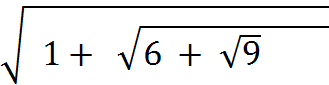 √1 + √6 + √9